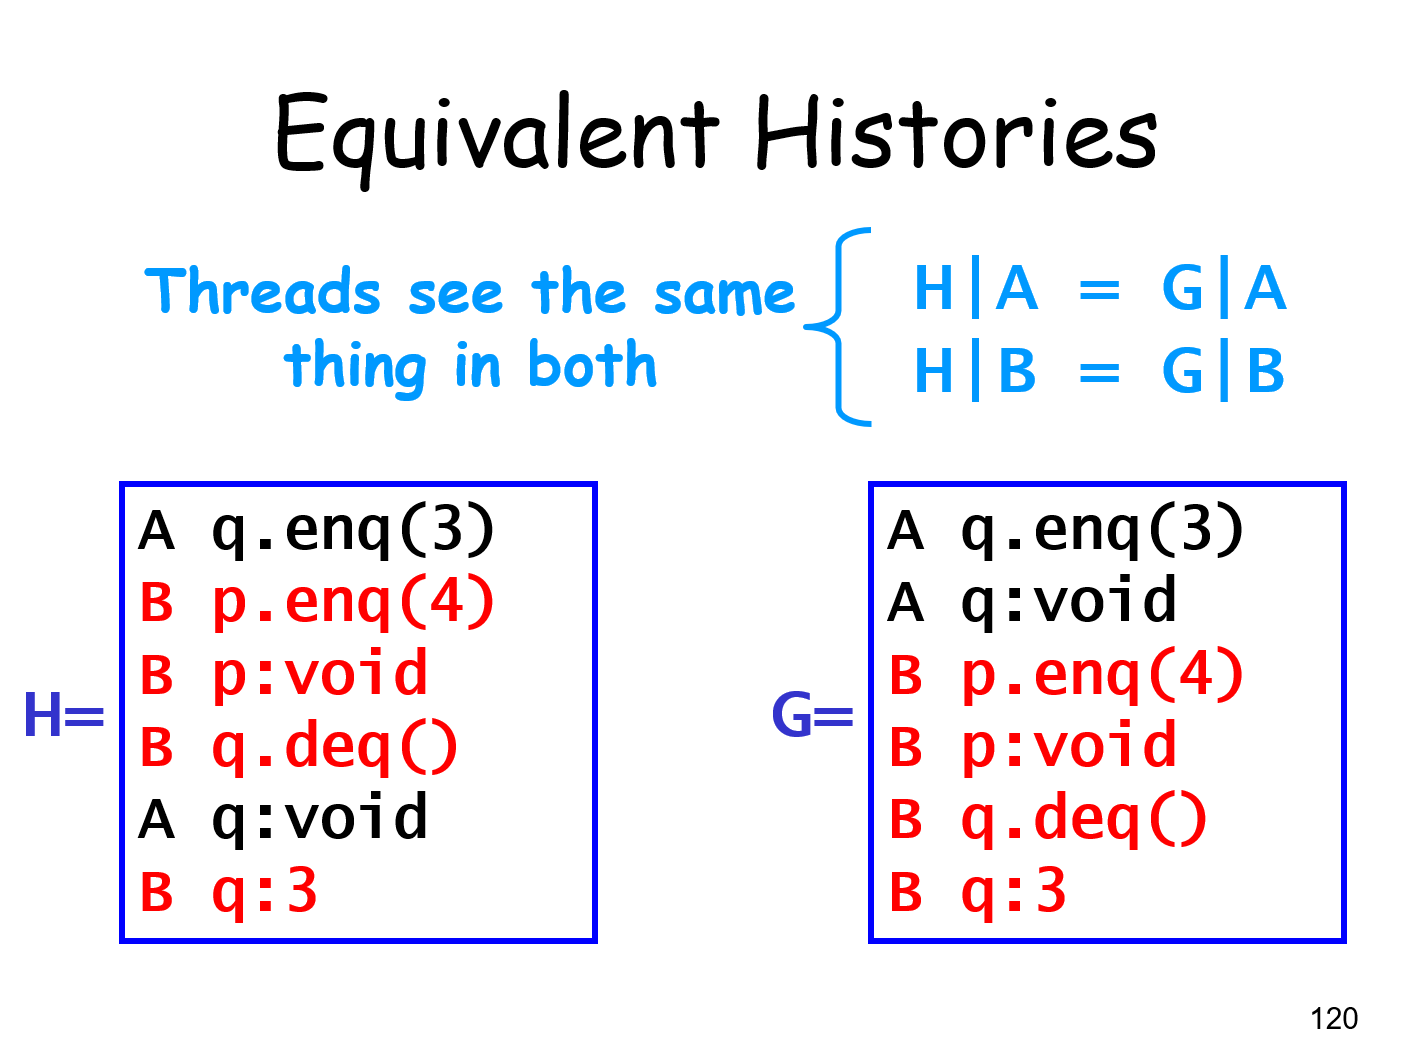 Equivalent Histories
Threads see the same
thing in both
H|A = G|A
H|B = G|B
H=
A q.enq(3)
B p.enq(4)
B p:void
B q.deq()
A q:void
B q:3
G=
A q.enq(3)
A q:void
B p.enq(4)
B p:void
B q.deq()
B q:3
120